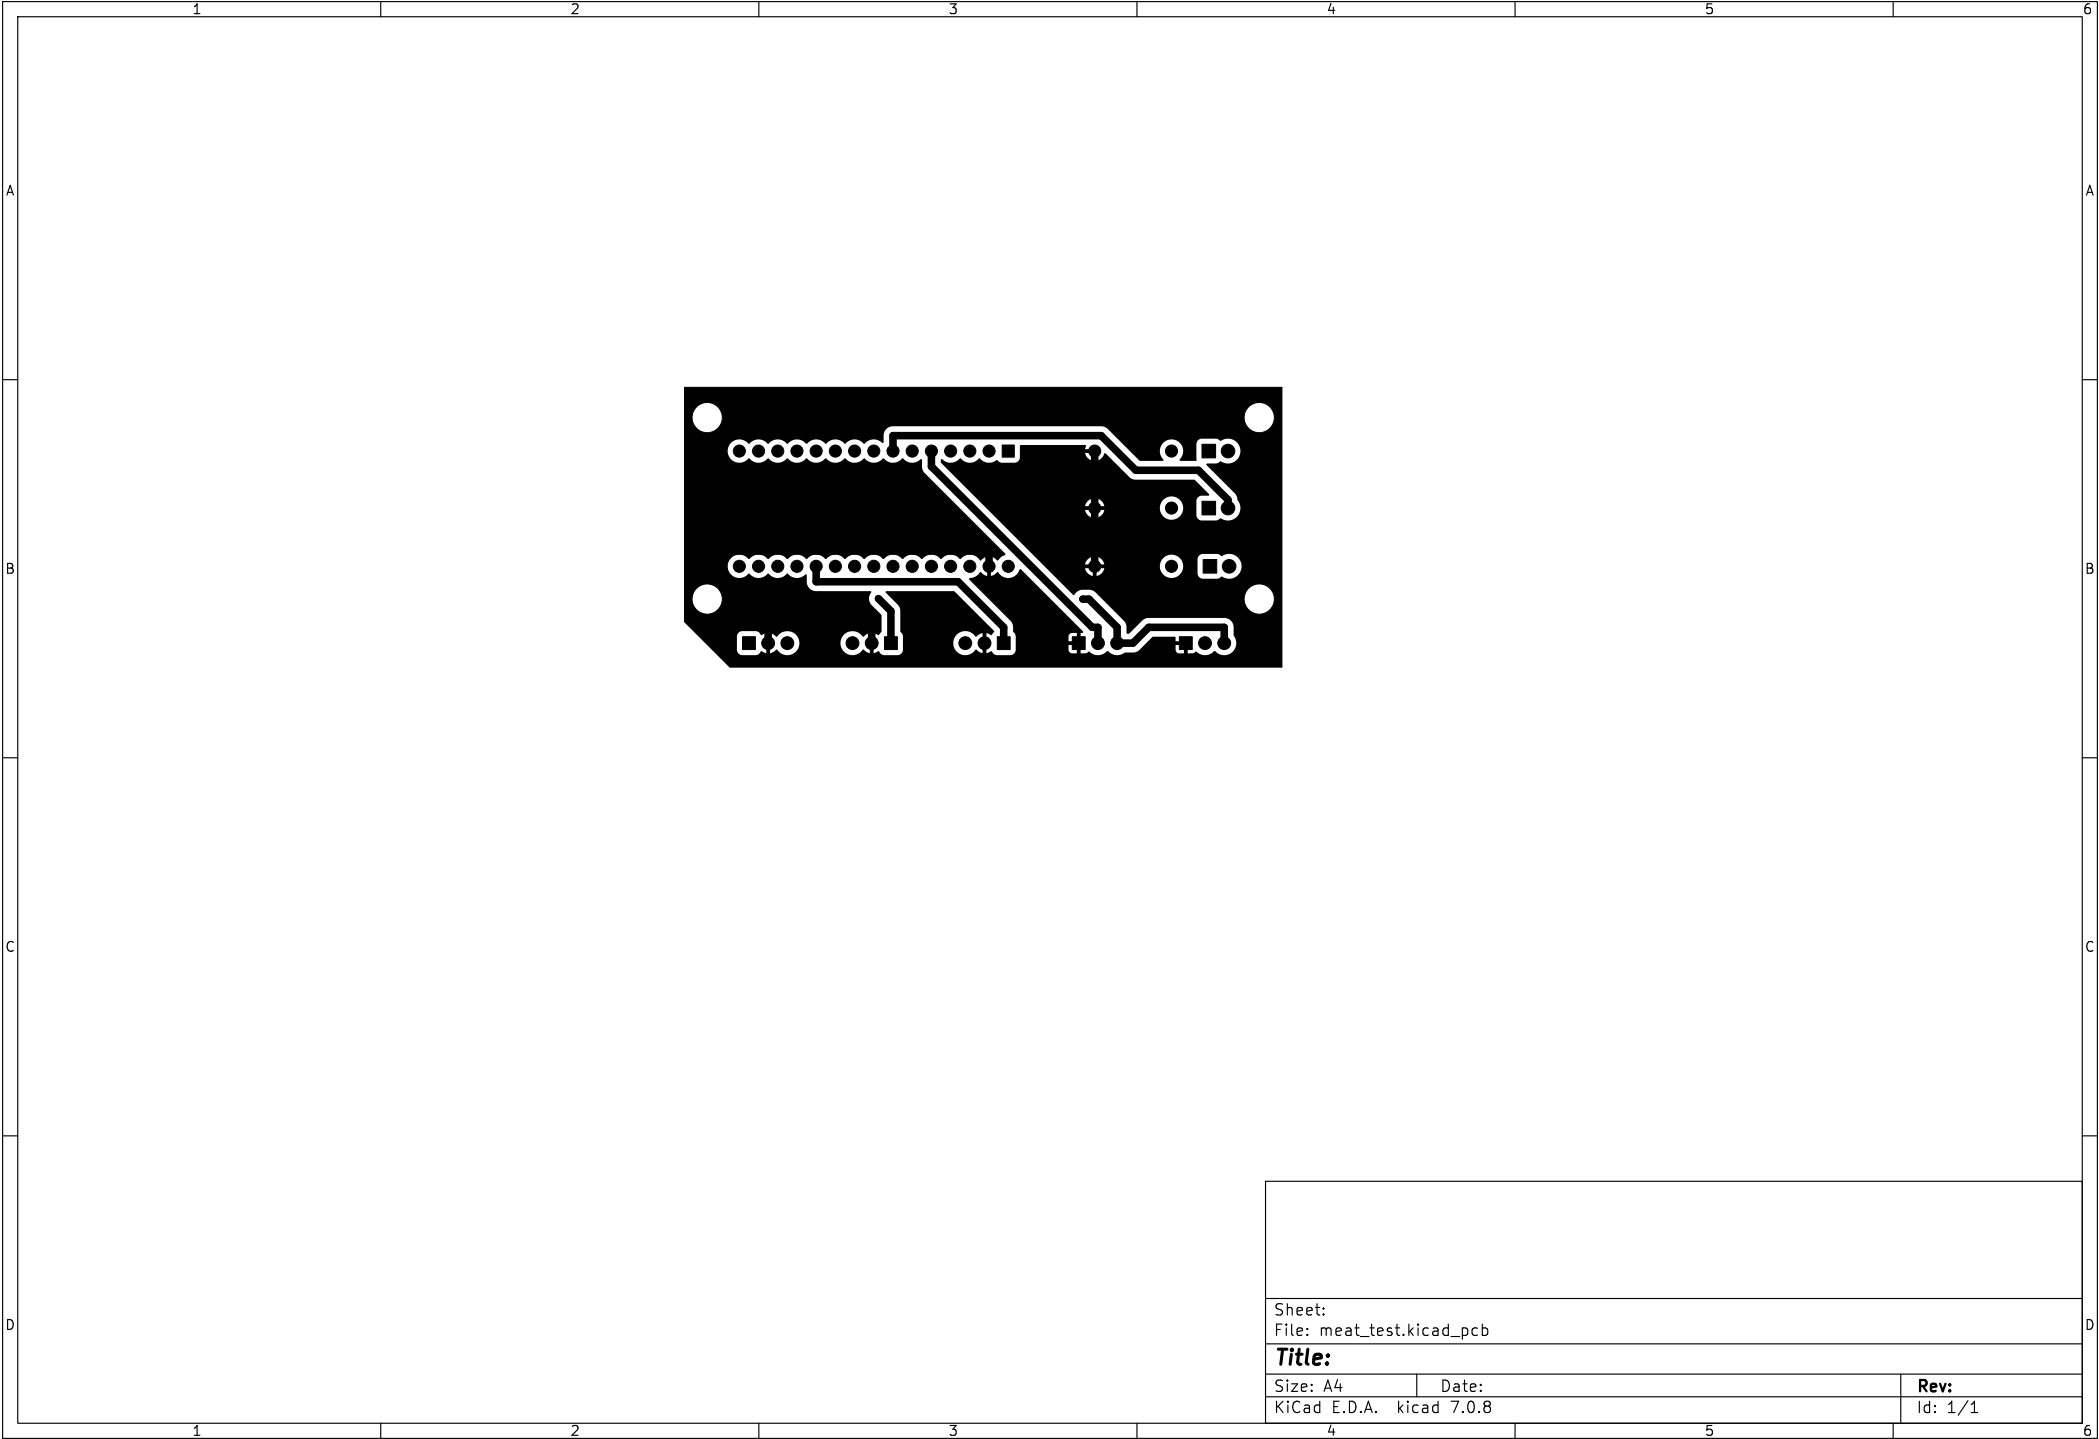 1 2 3 4 5 6
A A
B B
C C
D D
Sheet:
File: meat_test.kicad_pcb
Title:
Size: A4 Date: Rev:
KiCad E.D.A. kicad 7.0.8 Id: 1/1
1 2 3 4 5 6